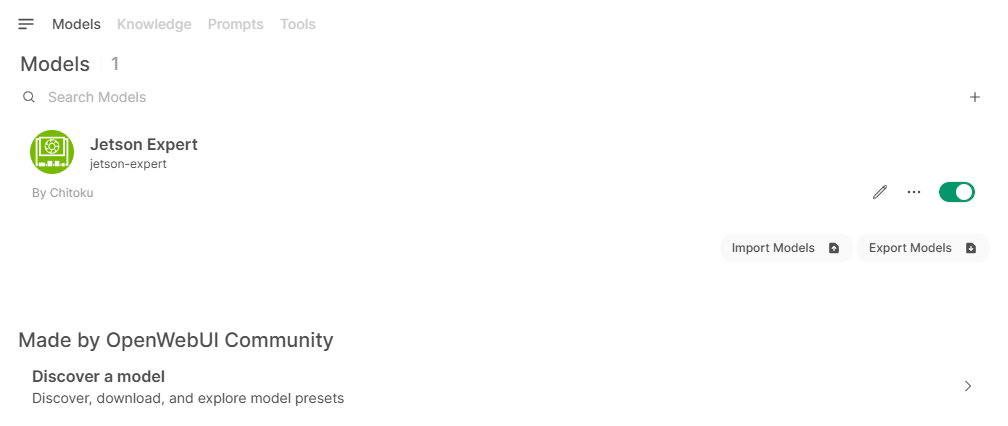 Models Knowledge Prompts Tools
Models 1
Search Models
Jetson Expert
jetson-expert
By Chitoku
Import Models Export Models
Made by OpenWebUI Community
Discover a model
Discover, download, and explore model presets